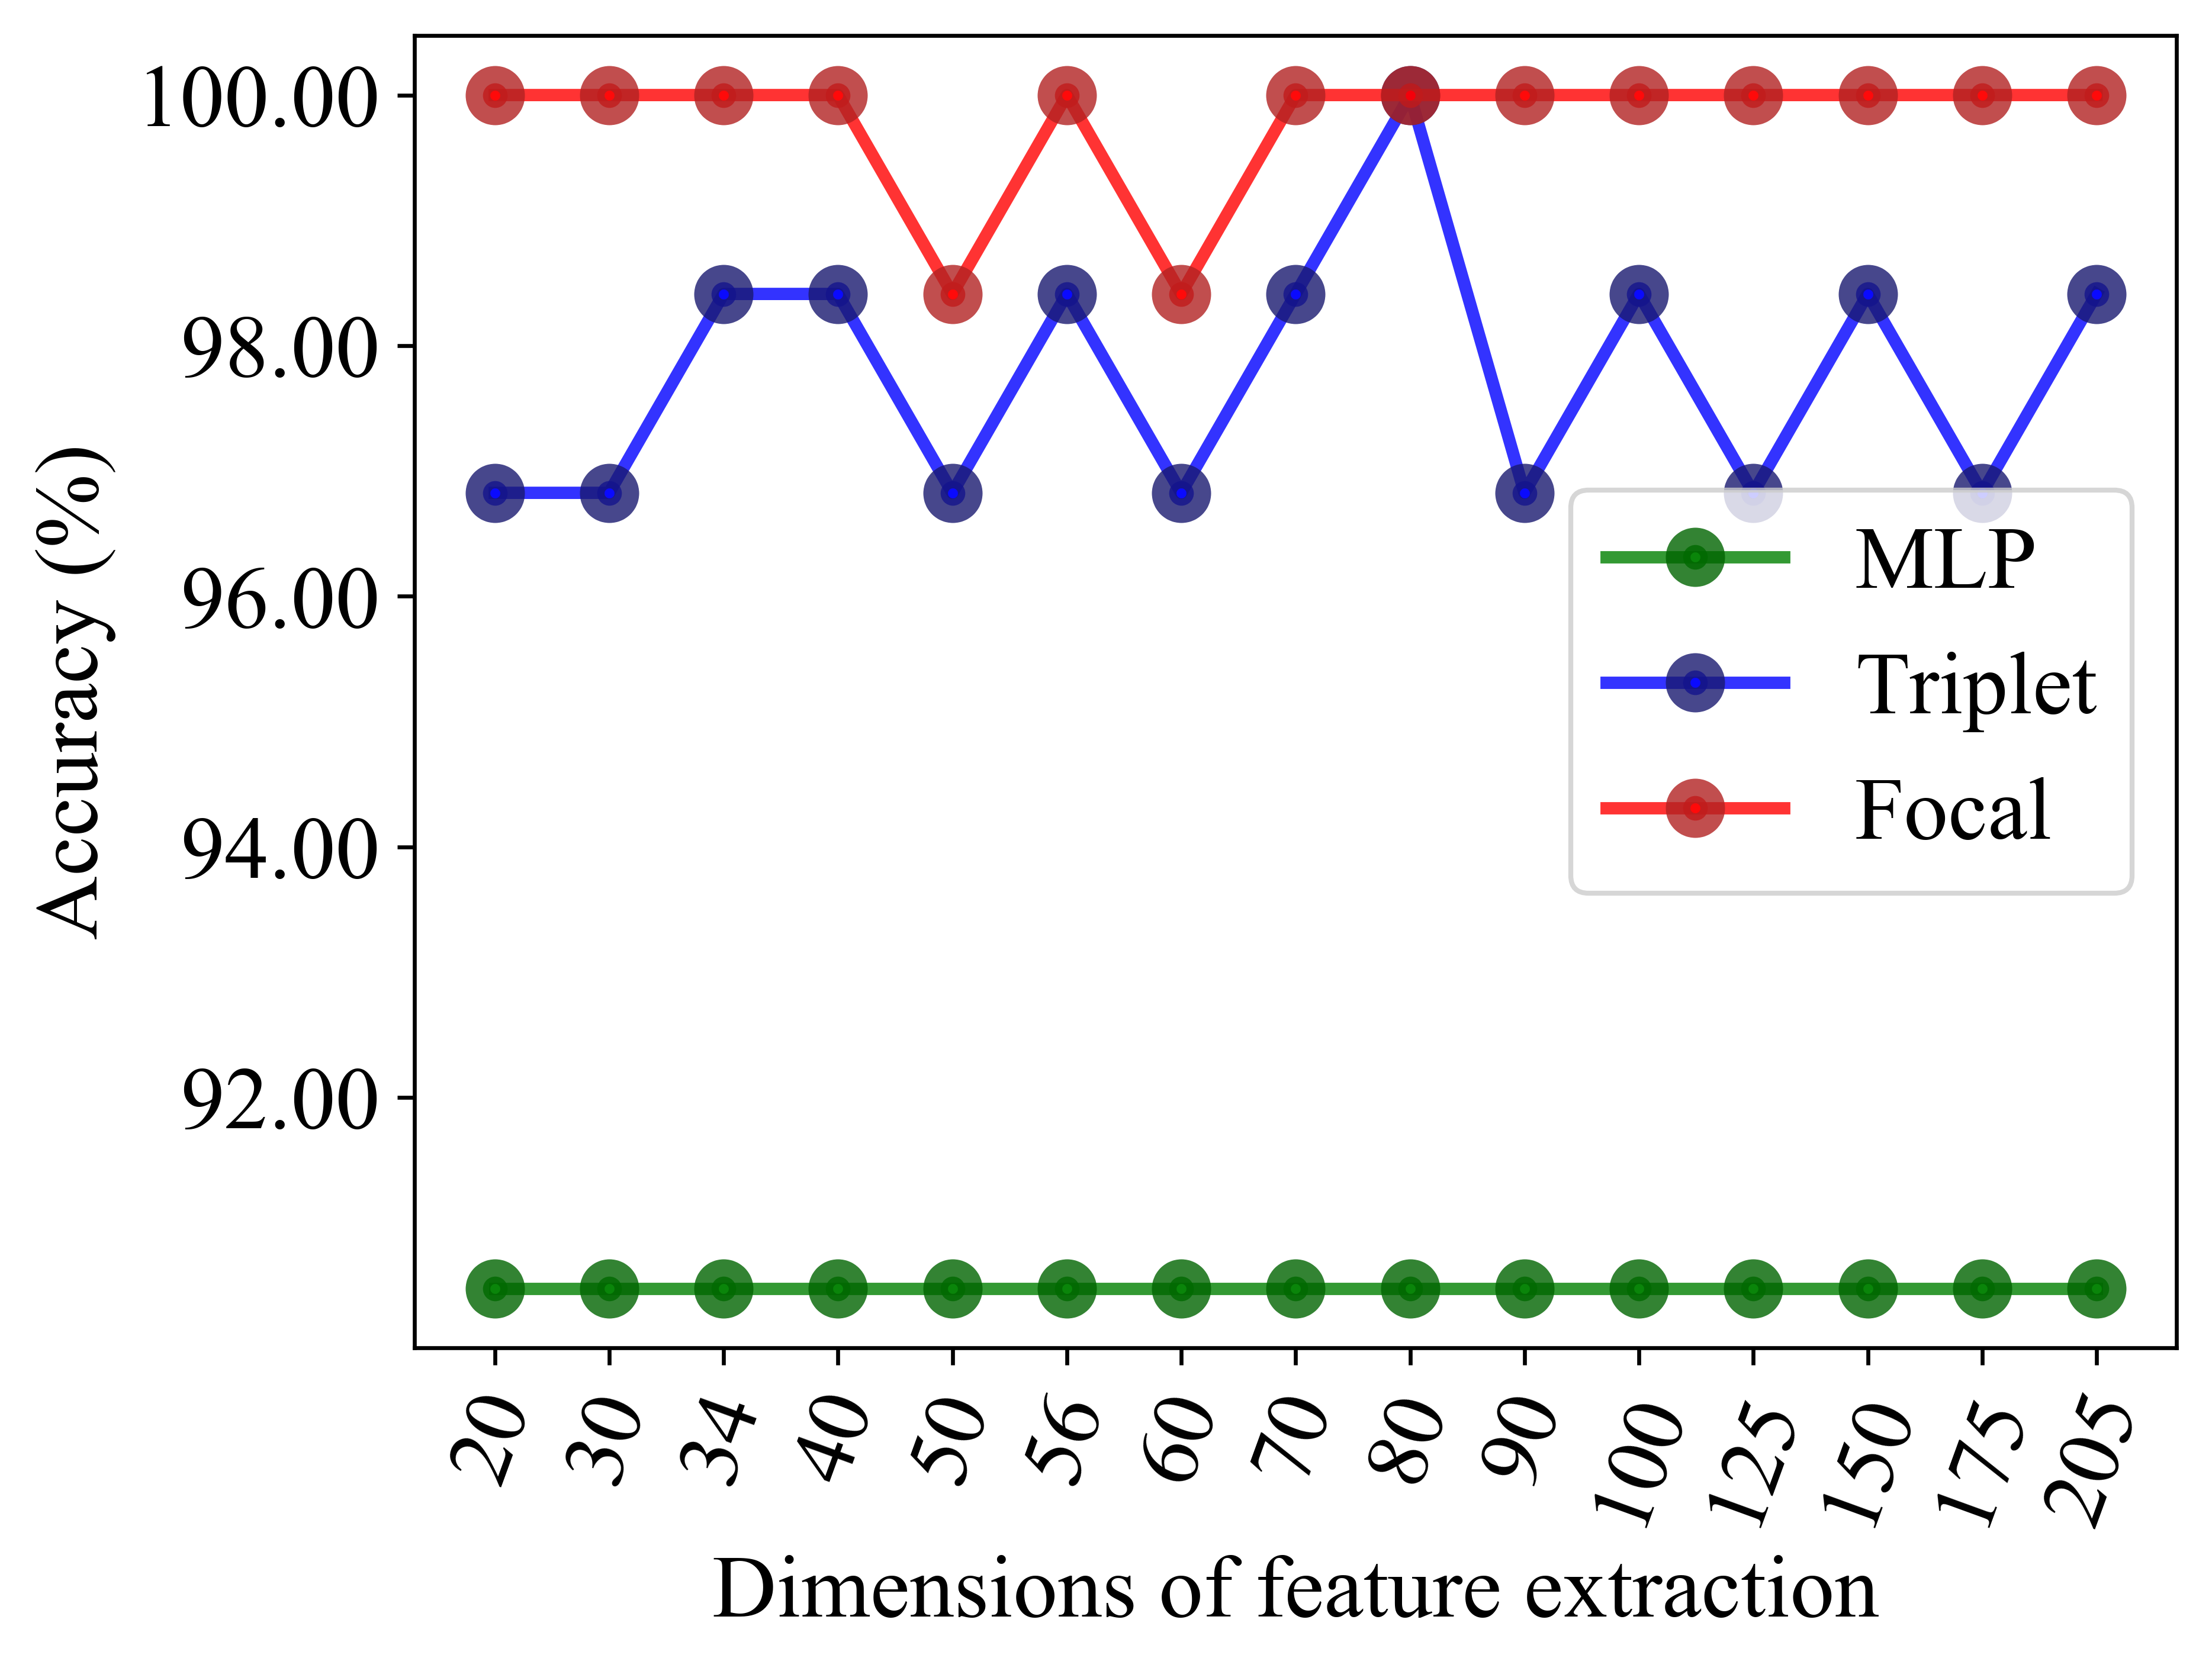 100.00
98.00
96.00
94.00
92.00
Accuracy (%)
MLP
Triplet
Focal
20 30 34 40 50 56 60 70 80 90 100 125 150 175 205
Dimensions of feature extraction